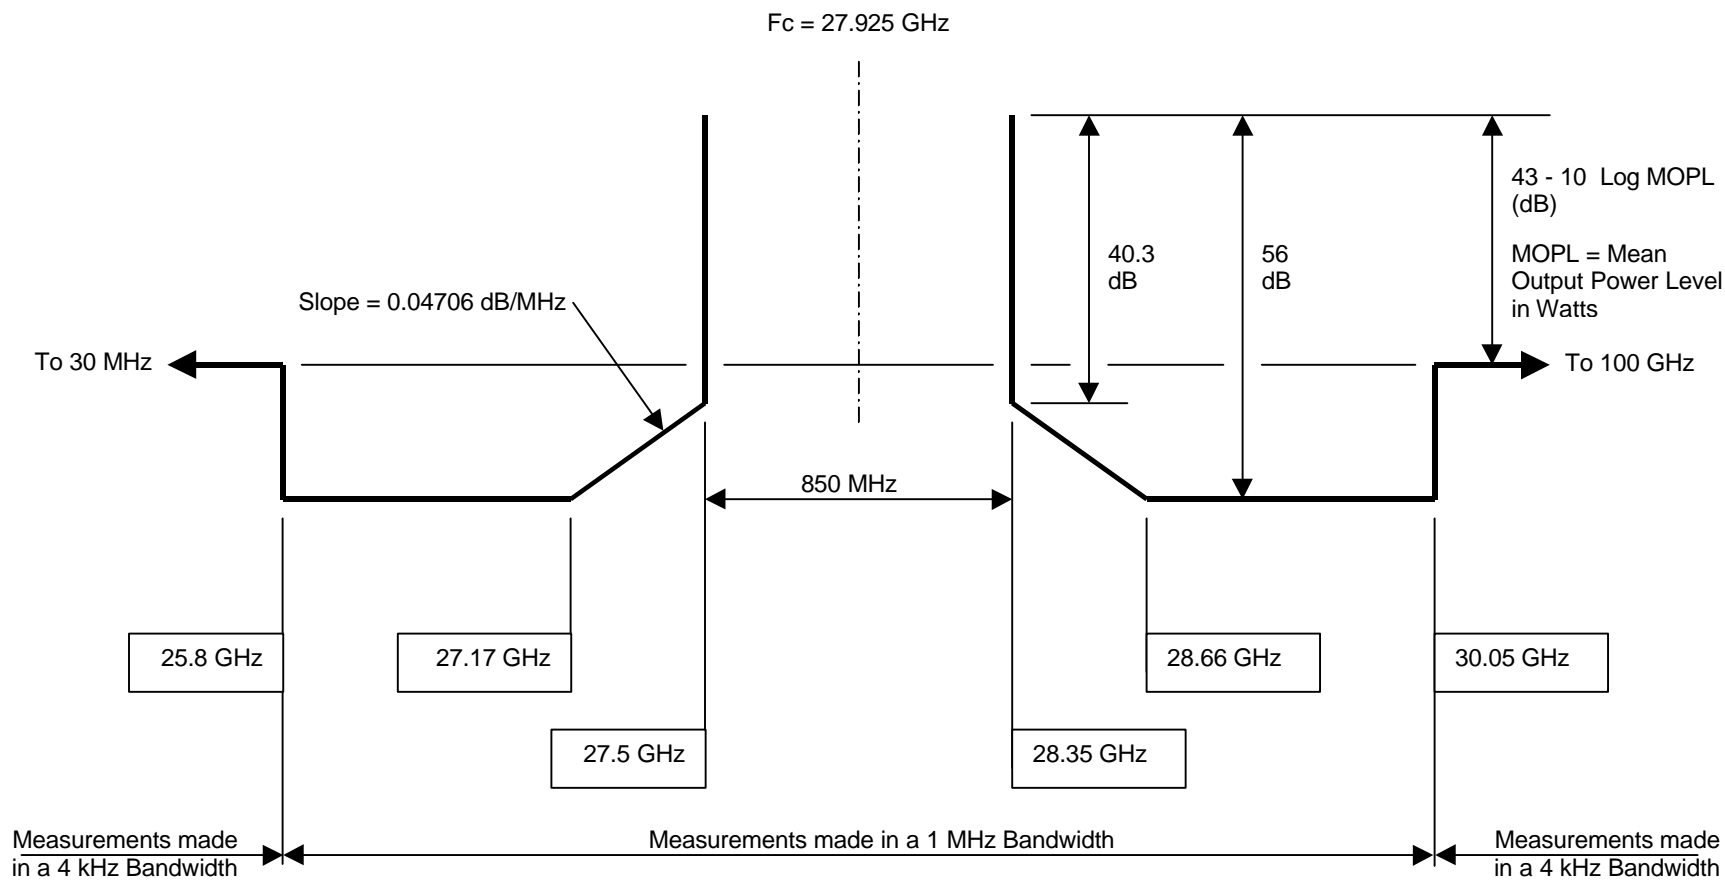 Fc = 27.925 GHz
43 - 10 Log MOPL
(dB)
40.3
dB
56
dB
MOPL = Mean
Output Power Level
in Watts
Slope = 0.04706 dB/MHz
To 30 MHz
To 100 GHz
850 MHz
25.8 GHz
27.17 GHz
28.66 GHz
30.05 GHz
27.5 GHz
28.35 GHz
Measurements made
in a 4 kHz Bandwidth
Measurements made in a 1 MHz Bandwidth
Measurements made
in a 4 kHz Bandwidth